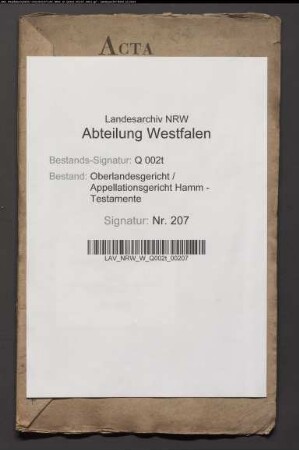 ACTA
Landesarchiv NRW
Abteilung Westfalen
Bestands-Signatur: Q 002t
Bestand: Oberlandesgericht /
Appellationsgericht Hamm -
Testamente
Signatur: Nr. 207
LAV_NRW_W_Q002t_00207